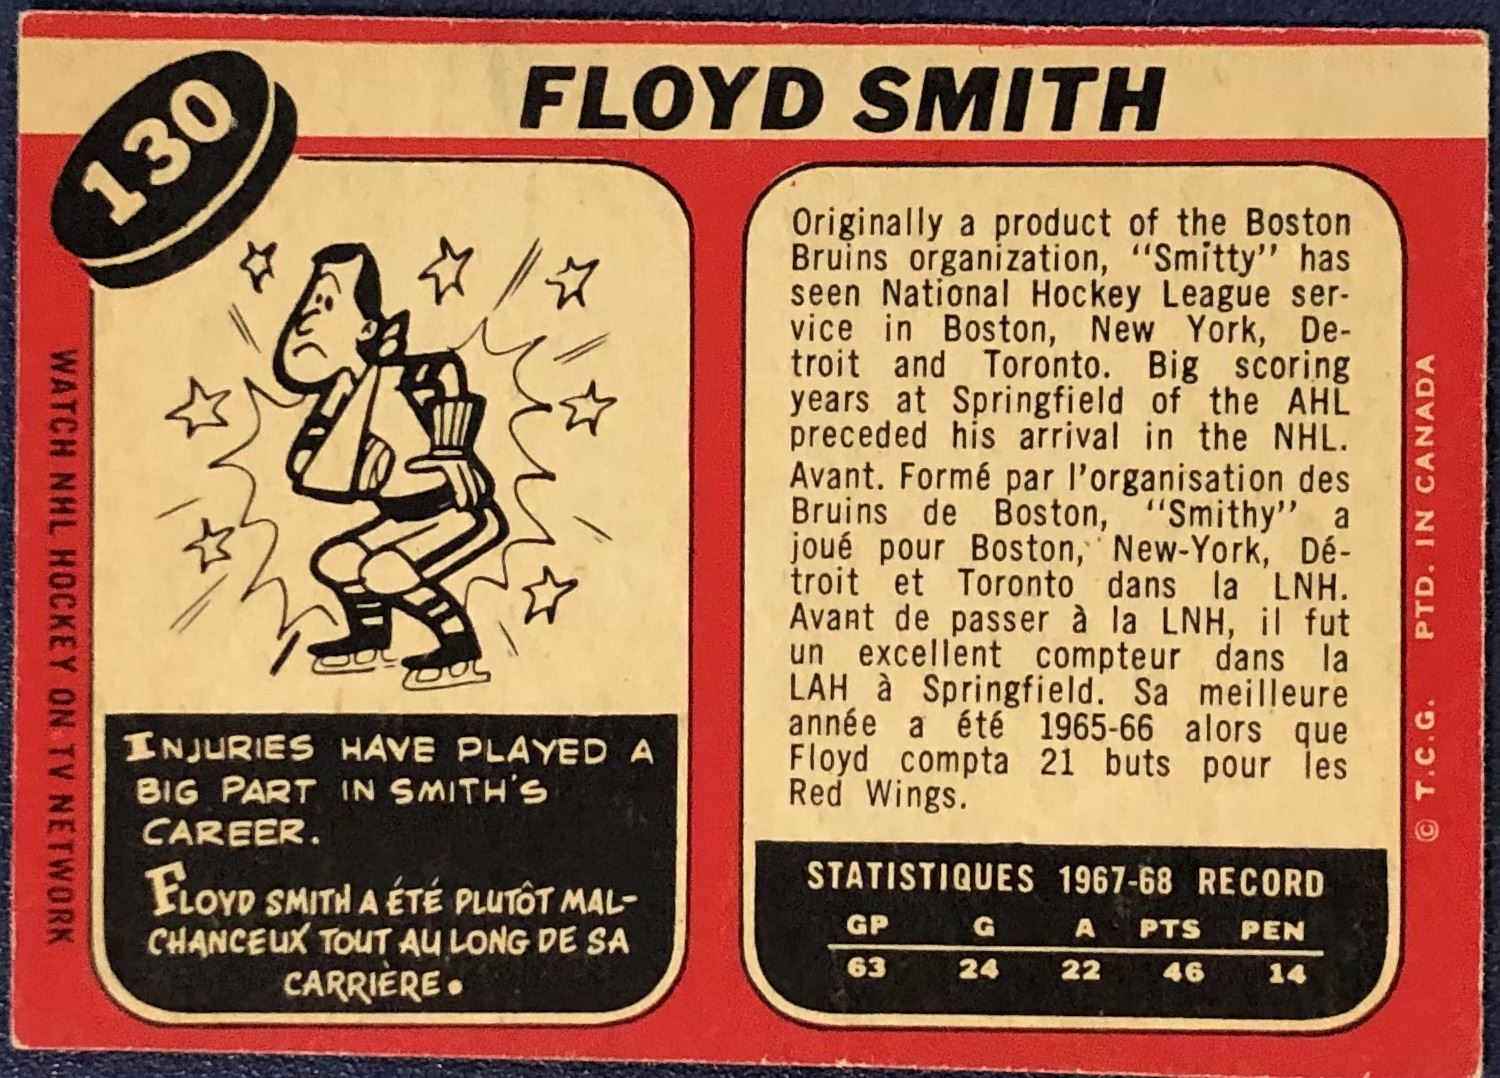 130
FLOYD SMITH
WATCH NHL HOCKEY ON TV NETWORK
INJURIES HAVE PLAYED A
BIG PART IN SMITH'S
CAREER.
FLOYD SMITH A ÉTÉ PLUTÔT MAL-
CHANCEUX TOUT AU LONG DE SA
CARRIÈRE.
Originally a product of the Boston
Bruins organization, "Smitty" has
seen National Hockey League ser-
vice in Boston, New York, De-
troit and Toronto. Big scoring
years at Springfield of the AHL
preceded his arrival in the NHL.
Avant. Formé par l'organisation des
Bruins de Boston, "Smithy" a
joué pour Boston, New-York, Dé-
troit et Toronto dans la LNH.
Avant de passer à la LNH, il fut
un excellent compteur dans la
LAH à Springfield. Sa meilleure
année a été 1965-66 alors que
Floyd compta 21 buts pour les
Red Wings.
STATISTIQUES 1967-68 RECORD
GP G A PTS PEN
63 24 22 46 14
© T.C.G. PTD. IN CANADA